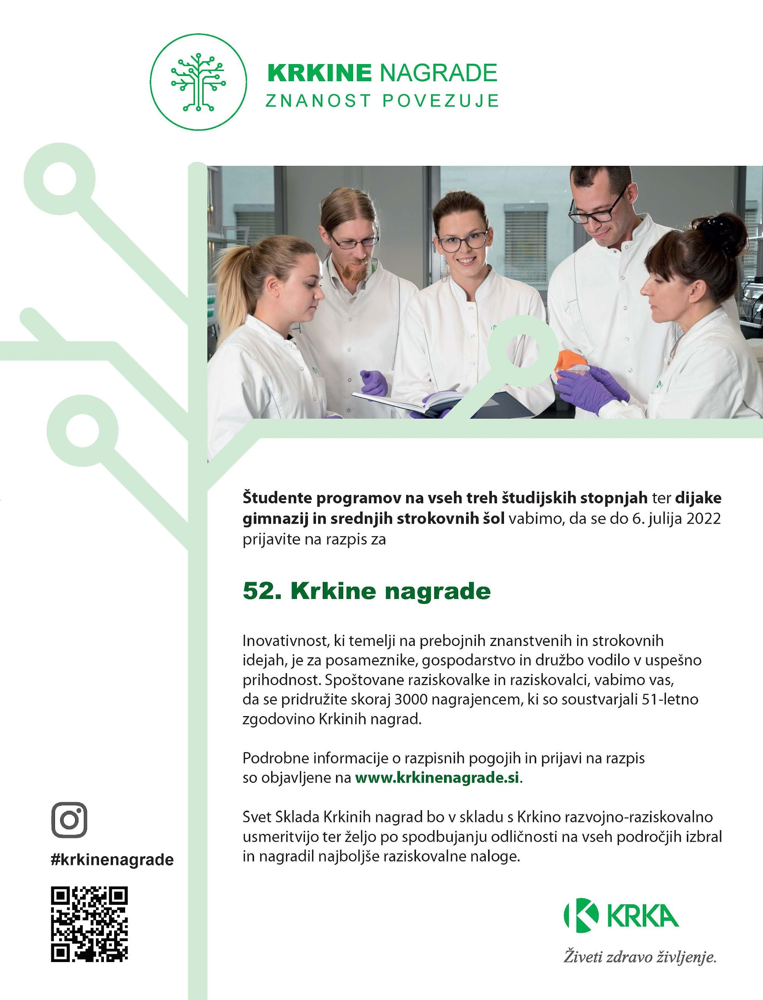 KRKINE NAGRADE
ZNANOST POVEZUJE
Študente programov na vseh treh študijskih stopnjah ter dijake
gimnazij in srednjih strokovnih šol vabimo, da se do 6. julija 2022
prijavite na razpis za
52. Krkine nagrade
Inovativnost, ki temelji na prebojnih znanstvenih in strokovnih
idejah, je za posameznike, gospodarstvo in družbo vodilo v uspešno
prihodnost. Spoštovane raziskovalke in raziskovalci, vabimo vas,
da se pridružite skoraj 3000 nagrajencem, ki so soustvarjali 51-letno
zgodovino Krkinih nagrad.
Podrobne informacije o razpisnih pogojih in prijavi na razpis
so objavljene na www.krkinenagrade.si.
Svet Sklada Krkinih nagrad bo v skladu s Krkino razvojno-raziskovalno
usmeritvijo ter željo po spodbujanju odličnosti na vseh področjih izbral
in nagradil najboljše raziskovalne naloge.
#krkinenagrade
KRKA
Živeti zdravo življenje.